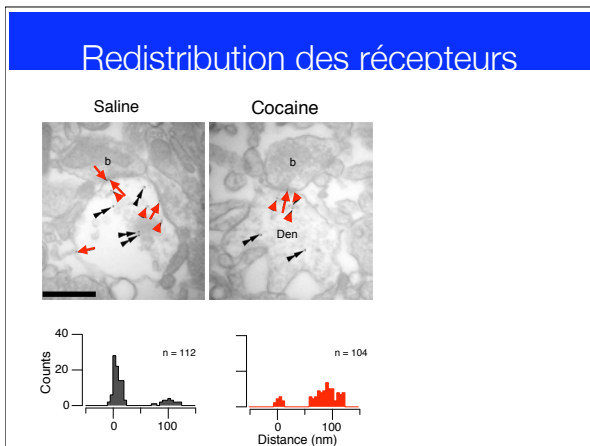 Redistribution des récepteurs
Saline
Cocaine
b
b
Den
40
20
0
Counts
n = 112
n = 104
0
100
0
100
Distance (nm)